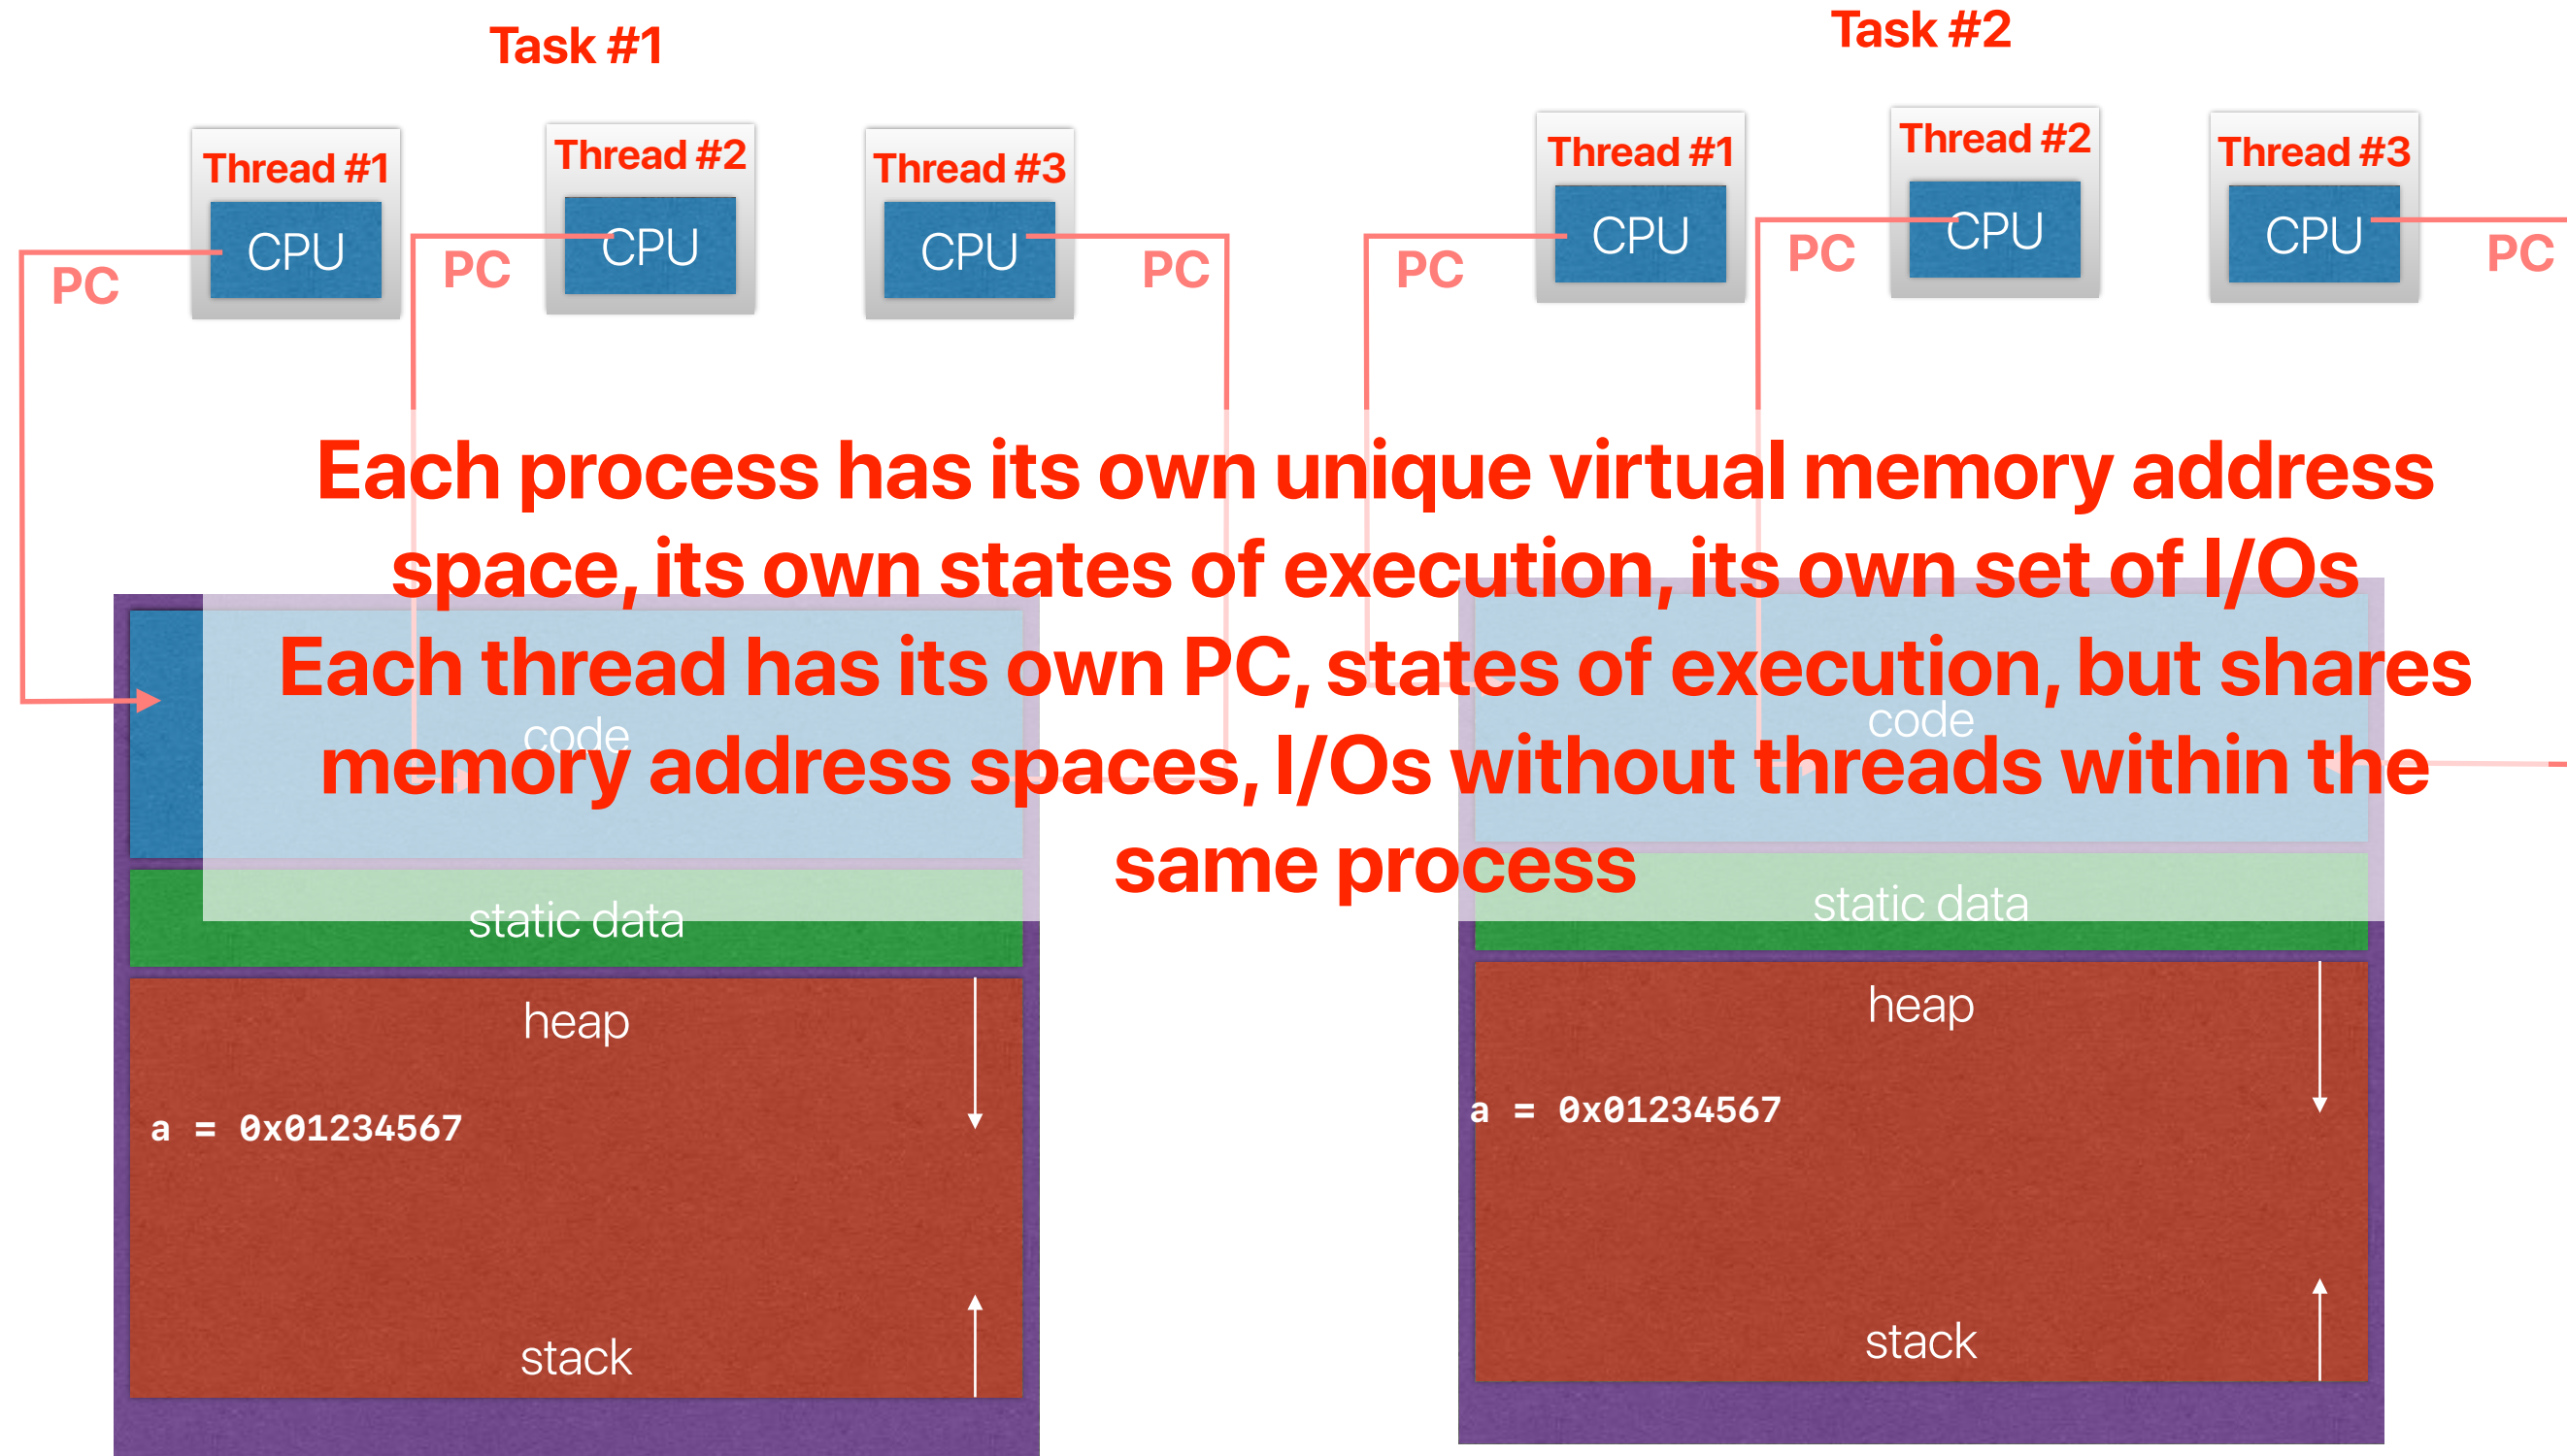 Task #1
Task #2
Thread #1
Thread #2
Thread #3
Thread #1
Thread #2
Thread #3
CPU
CPU
CPU
CPU
CPU
CPU
PC
PC
PC
PC
PC
PC
Each process has its own unique virtual memory address
space, its own states of execution, its own set of I/Os
Each thread has its own PC, states of execution, but shares
memory address spaces, I/Os without threads within the
same process
code
static data
heap
a = 0x01234567
stack
code
static data
heap
a = 0x01234567
stack